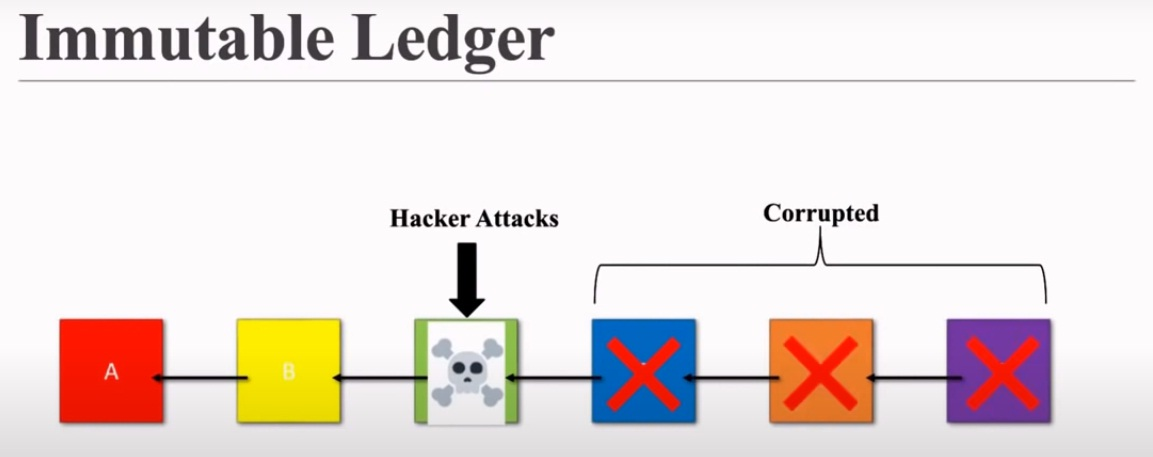 Immutable Ledger
Hacker Attacks
Corrupted
A
B